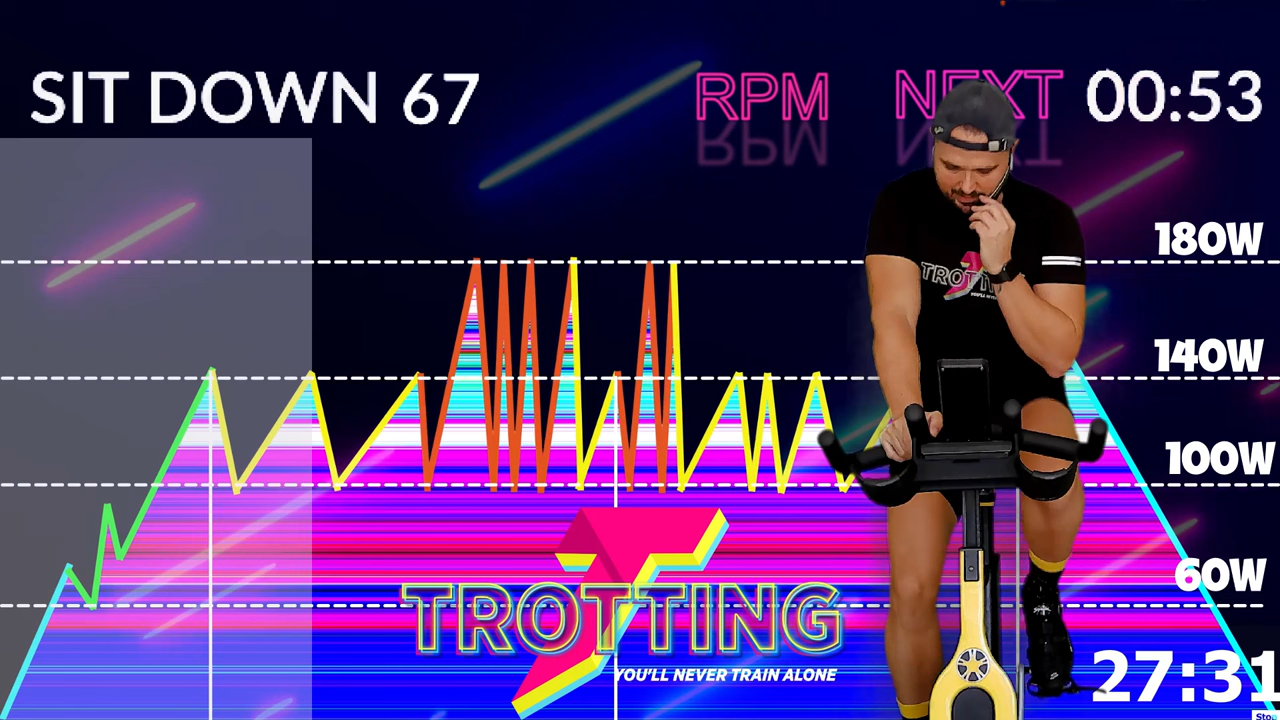 SIT DOWN 67 RPM NEXT 00:53
180W
TROTTING
140W
100W
60W
TROTTING
YOU'LL NEVER TRAIN ALONE
27:31